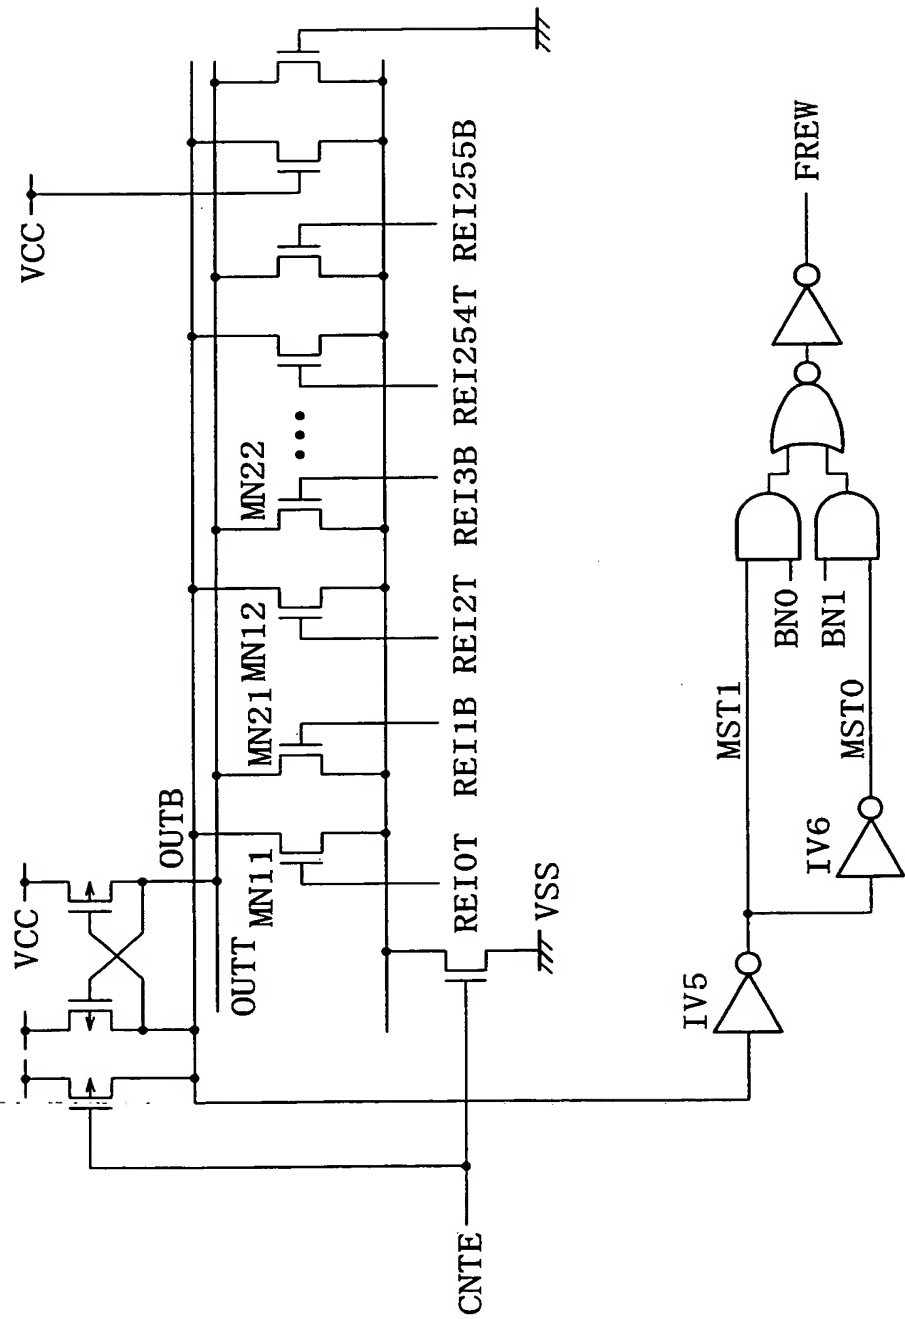 VCC
VCC
OUTB
OUTT
MN11
MN21
MN12
MN22
REI0T
REI1B
REI2T
REI3B
REI254T
REI255B
VSS
CNTE
IV5
IV6
MST1
MST0
BN0
BN1
FREW